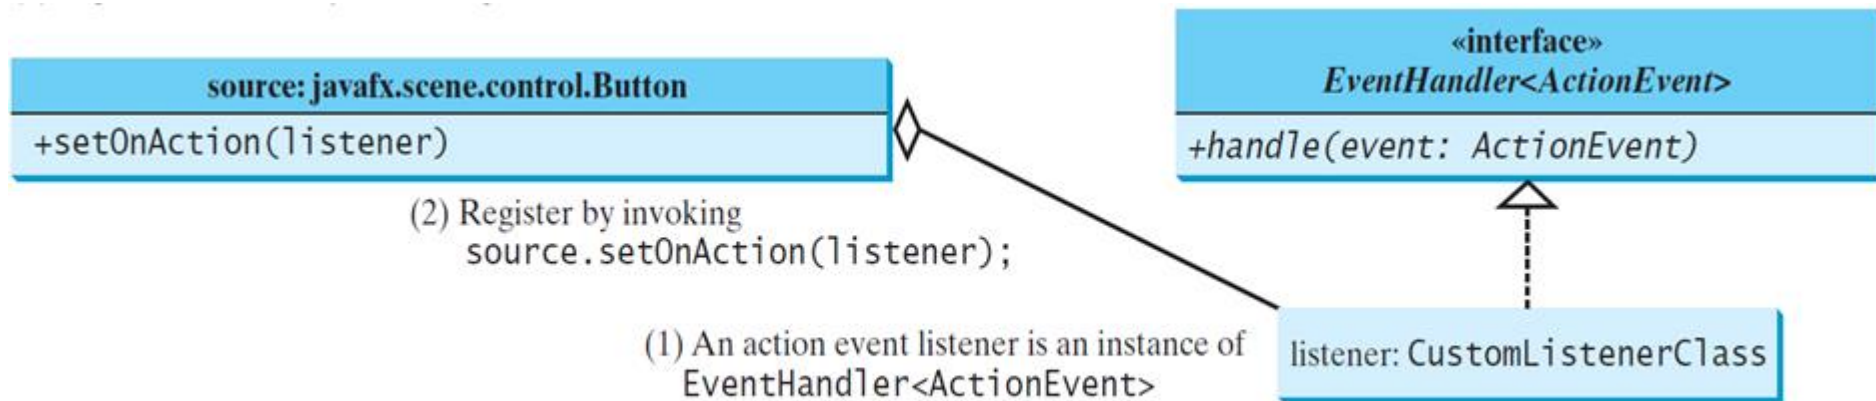 source: javafx.scene.control.Button
+setOnAction(listener)
«interface»
EventHandler<ActionEvent>
+handle(event: ActionEvent)
(2) Register by invoking
source.setOnAction(listener);
(1) An action event listener is an instance of
EventHandler<ActionEvent>
listener: CustomListenerClass